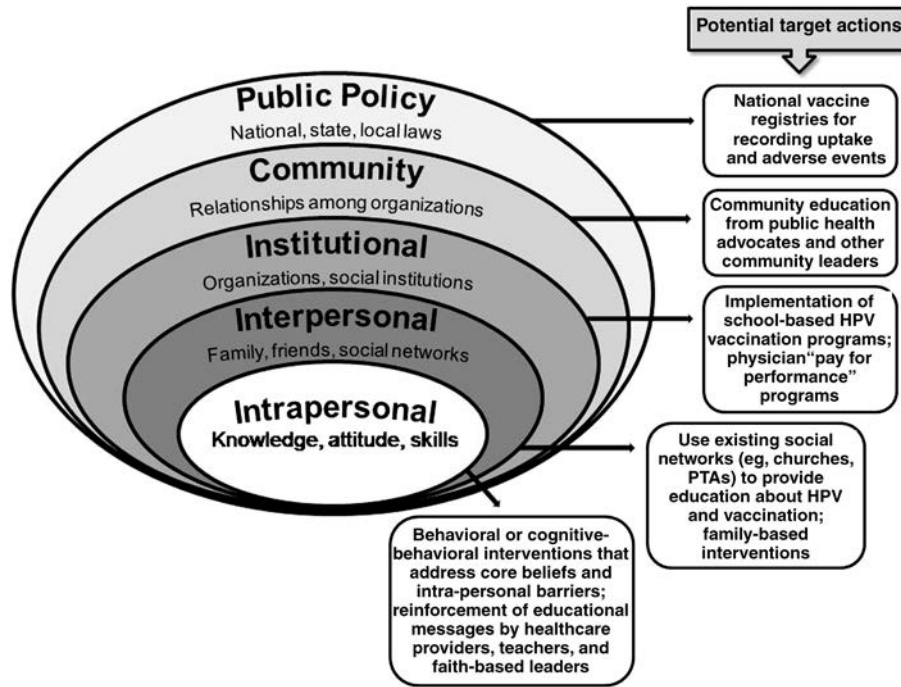 Potential target actions
Public Policy
National, state, local laws
Community
Relationships among organizations
Institutional
Organizations, social institutions
Interpersonal
Family, friends, social networks
Intrapersonal
Knowledge, attitude, skills
National vaccine
registries for
recording uptake
and adverse events
Community education
from public health
advocates and other
community leaders
Implementation of
school-based HPV
vaccination programs;
physician“pay for
performance”
programs
Use existing social
networks (eg, churches,
PTAs) to provide
education about HPV
and vaccination;
family-based
interventions
Behavioral or cognitive-
behavioral interventions that
address core beliefs and
intra-personal barriers;
reinforcement of educational
messages by healthcare
providers, teachers, and
faith-based leaders